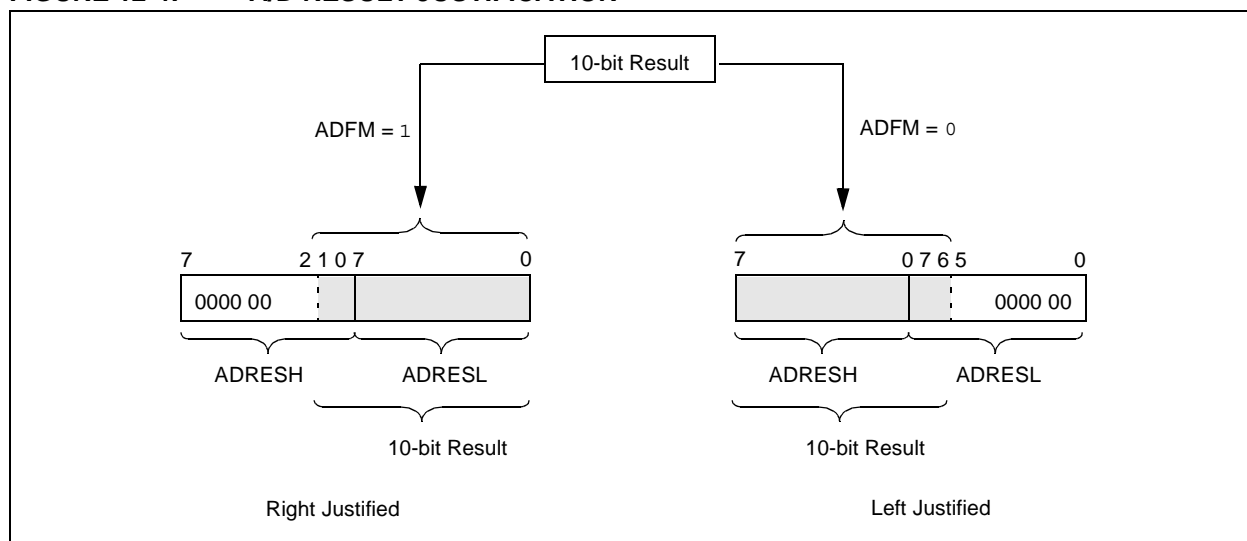 10-bit Result
ADFM = 1
ADFM = 0
7 2 1 0 7 0
7 0 7 6 5 0
0000 00
0000 00
ADRESH ADRESL
ADRESH ADRESL
10-bit Result
10-bit Result
Right Justified
Left Justified